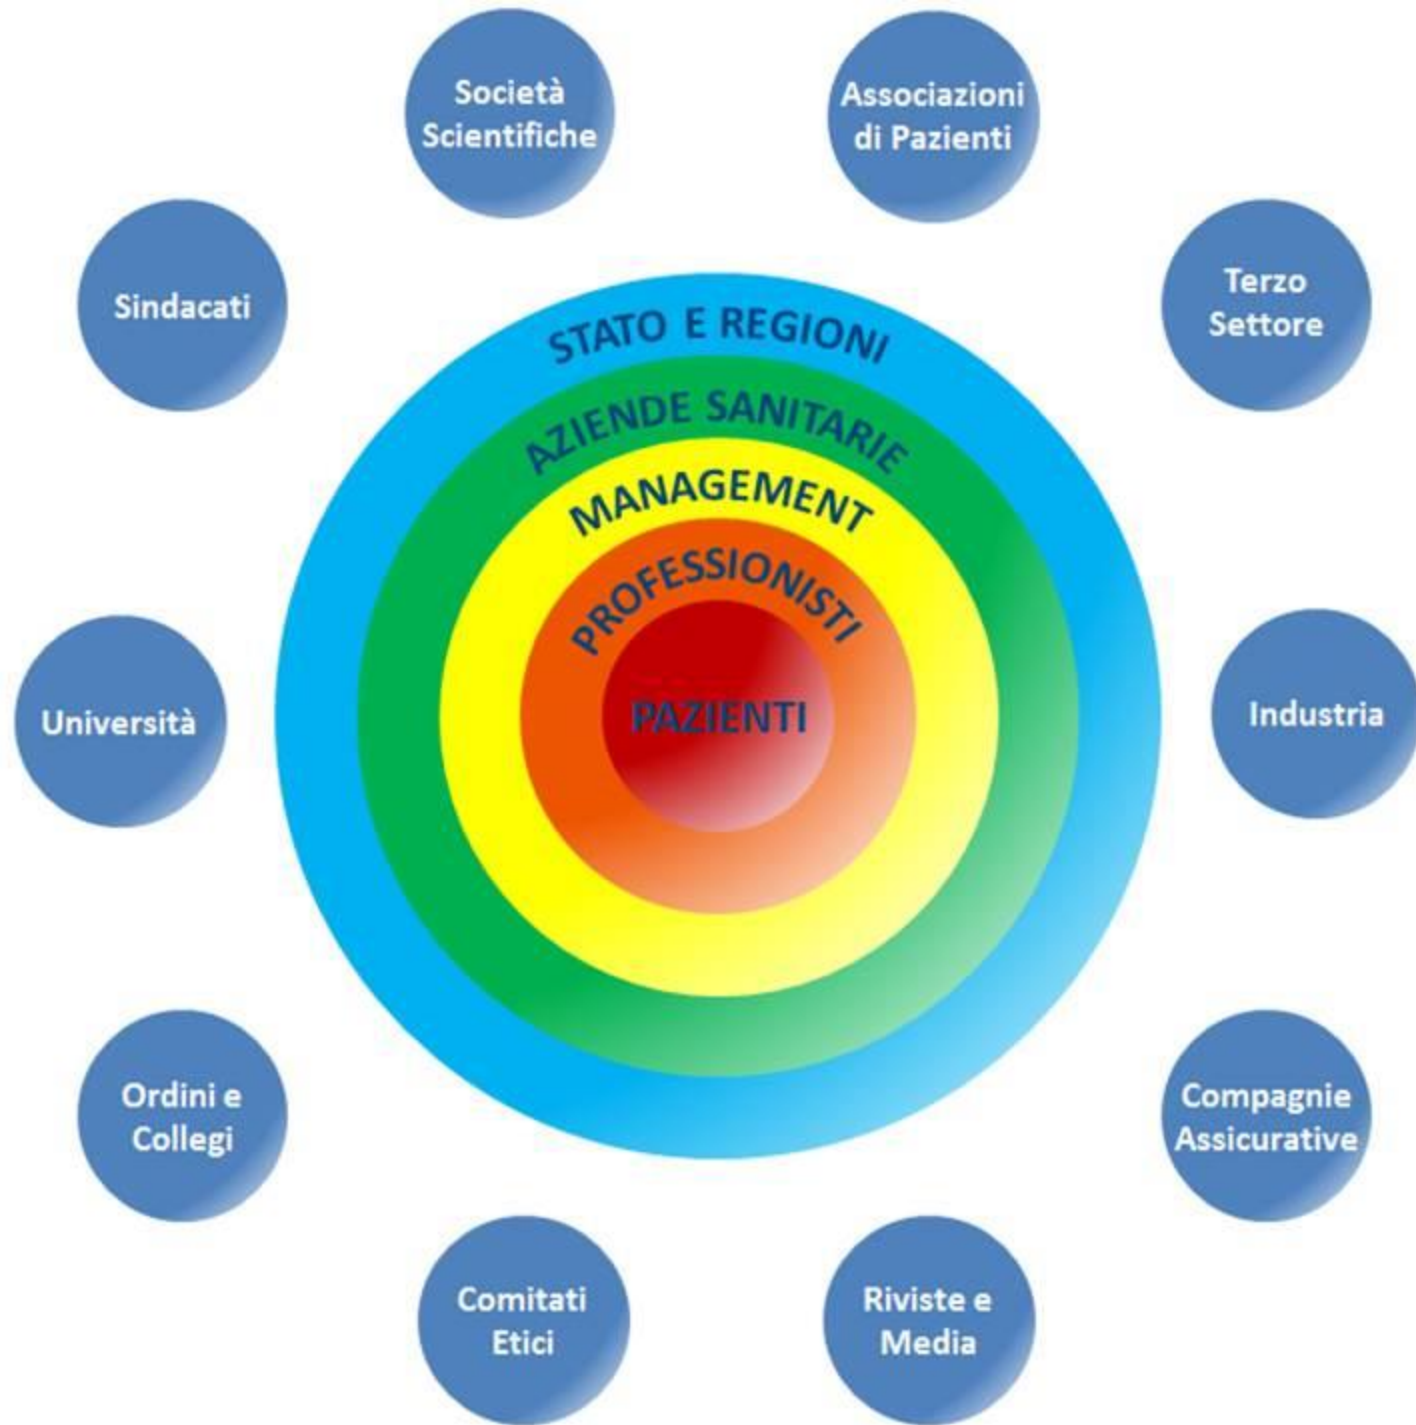 Società
Scientifiche
Associazioni
di Pazienti
Sindacati
Terzo
Settore
STATO E REGIONI
AZIENDE SANITARIE
MANAGEMENT
PROFESSIONISTI
PAZIENTI
Università
Industria
Ordini e
Collegi
Compagnie
Assicurative
Comitati
Etici
Riviste e
Media